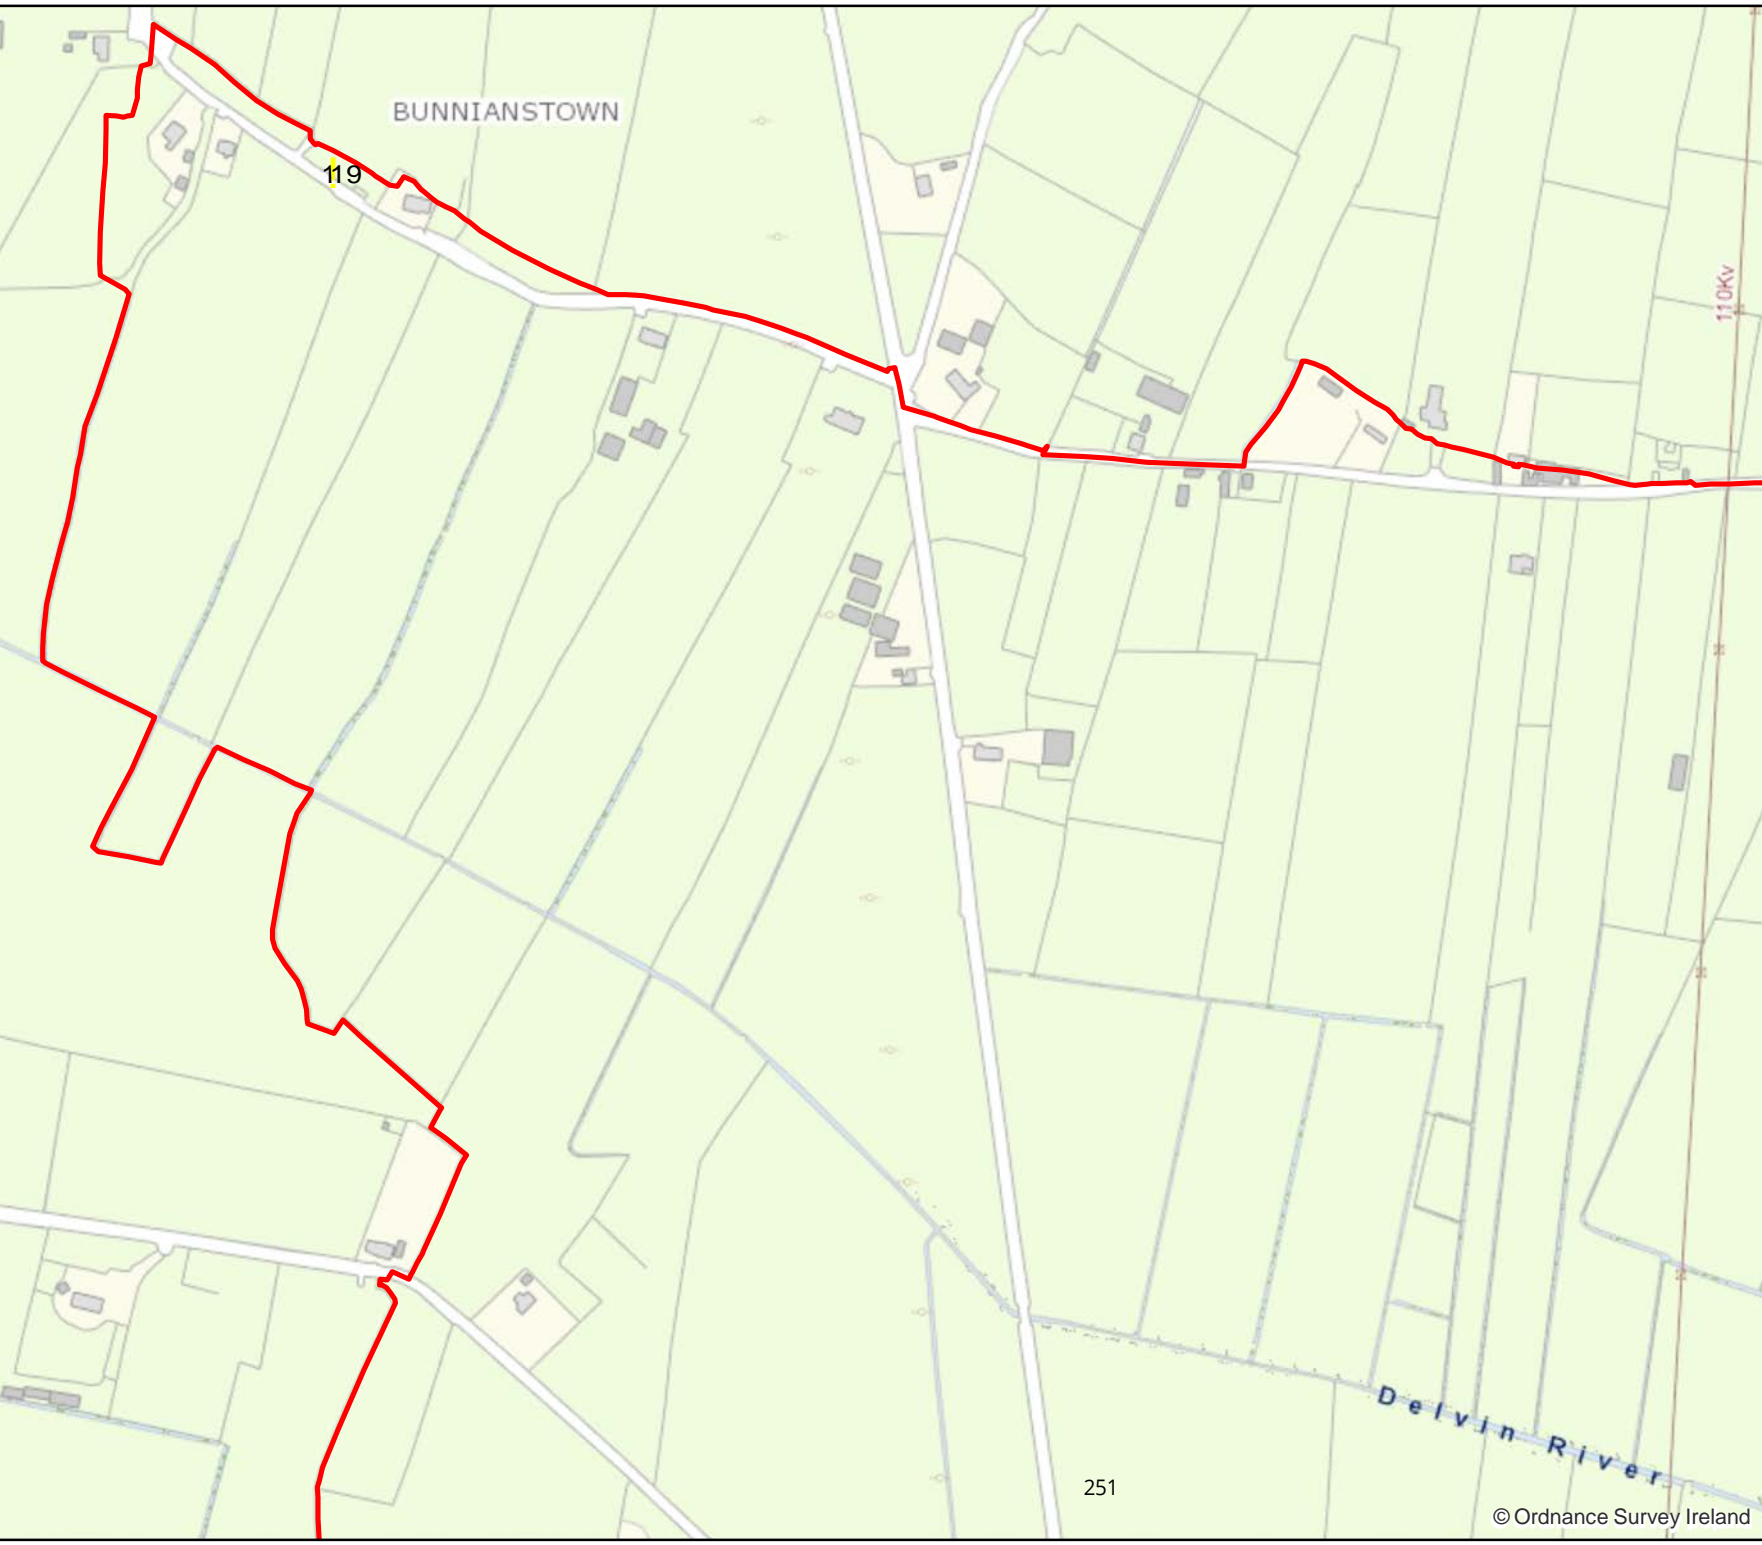 BUNNIANSTOWN
119
110Kv
Delvin River
251
© Ordnance Survey Ireland